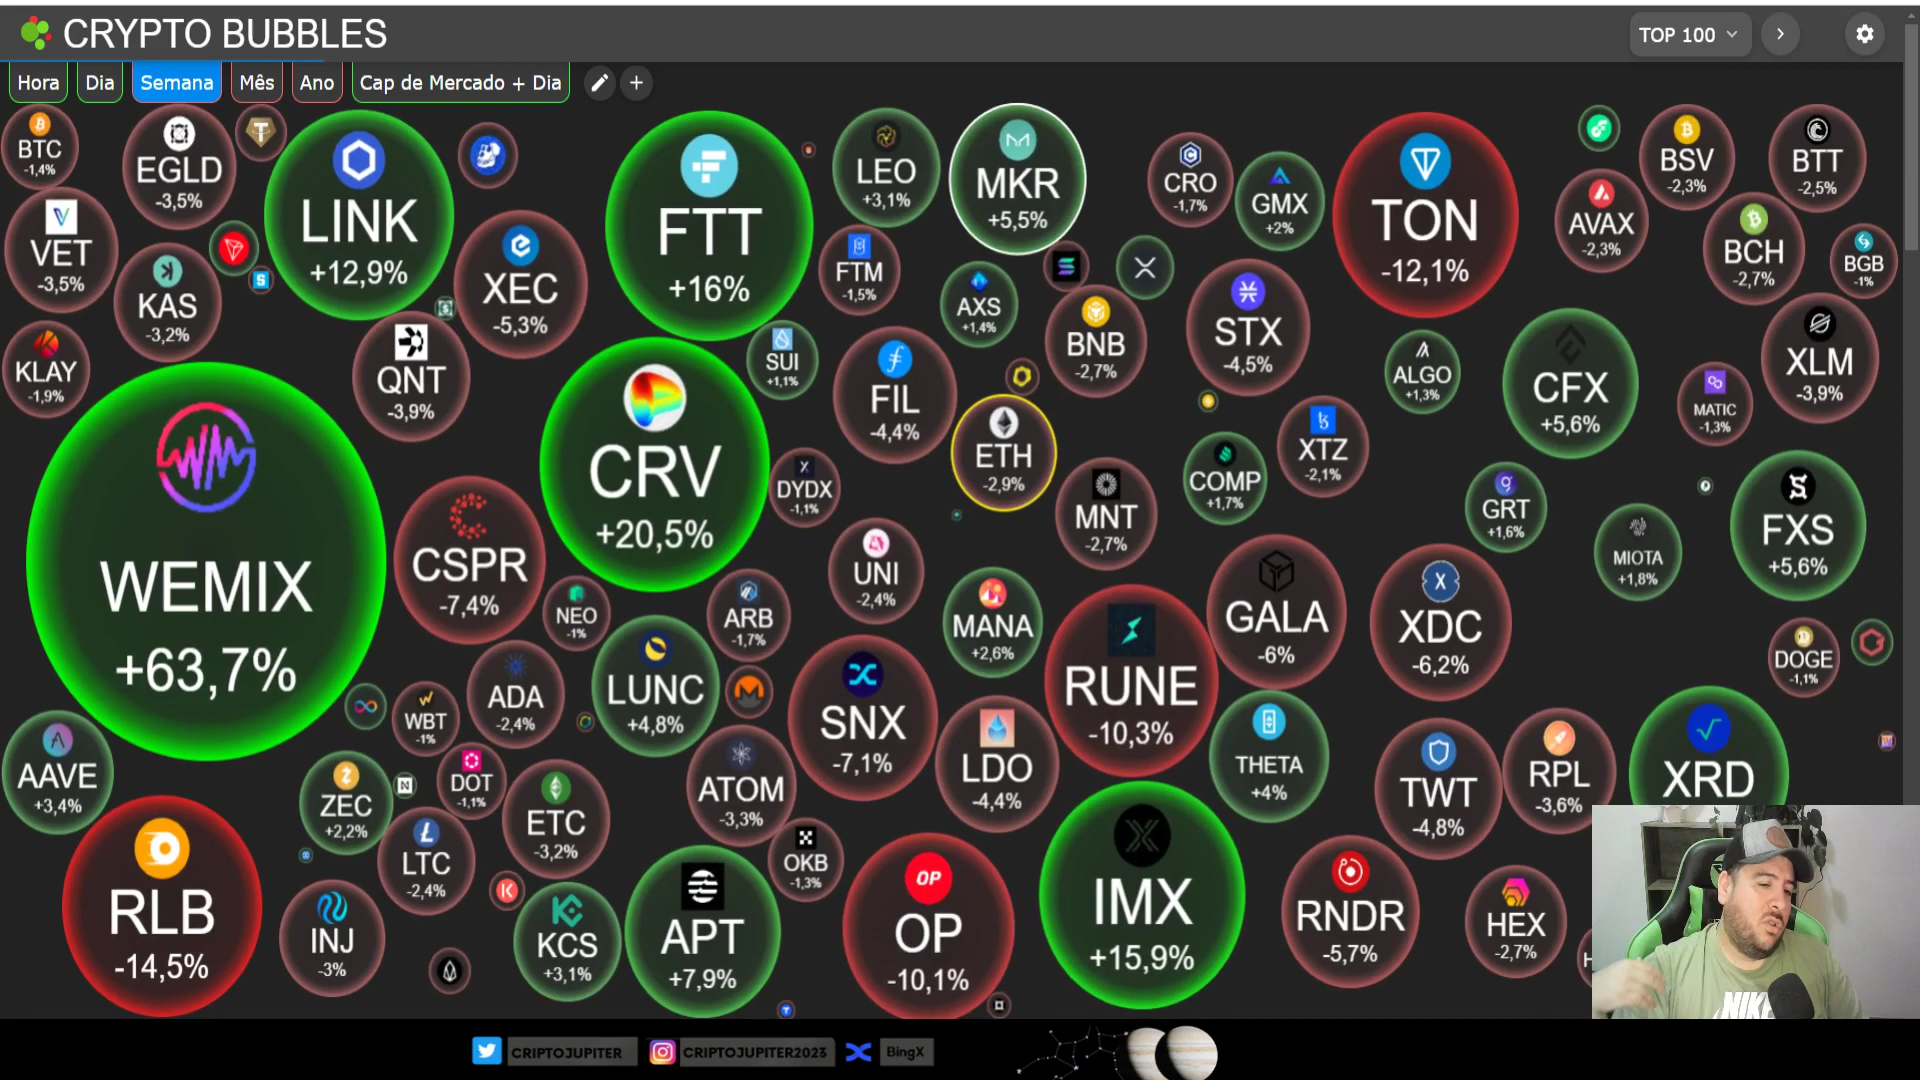 CRYPTO BUBBLES
TOP 100
Hora
Dia
Semana
Mês
Ano
Cap de Mercado + Dia
BTC
-1,4%
EGLD
-3,5%
LINK
+12,9%
FTT
+16%
LEO
+3,1%
MKR
+5,5%
CRO
-1,7%
GMX
+2%
TON
-12,1%
BSV
-2,3%
BTT
-2,5%
AVAX
-2,3%
BCH
-2,7%
BGB
-1%
VET
-3,5%
KAS
-3,2%
XEC
-5,3%
FTM
-1,5%
AXS
+1,4%
BNB
-2,7%
STX
-4,5%
KLAY
-1,9%
QNT
-3,9%
SUI
+1,1%
FIL
-4,4%
ALGO
+1,3%
CFX
+5,6%
MATIC
-1,3%
XLM
-3,9%
WEMIX
+63,7%
CRV
+20,5%
ETH
-2,9%
XTZ
-2,1%
CSPR
-7,4%
DYDX
-1,1%
MNT
-2,7%
COMP
+1,7%
GRT
+1,6%
MIOTA
+1,8%
FXS
+5,6%
UNI
-2,4%
NEO
-1%
ARB
-1,7%
MANA
+2,6%
RUNE
-10,3%
GALA
-6%
XDC
-6,2%
DOGE
-1,1%
ADA
-2,4%
WBT
-1%
LUNC
+4,8%
SNX
-7,1%
LDO
-4,4%
THETA
+4%
TWT
-4,8%
RPL
-3,6%
XRD
AAVE
+3,4%
ZEC
+2,2%
DOT
-1,1%
ETC
-3,2%
ATOM
-3,3%
RLB
-14,5%
LTC
-2,4%
OKB
-1,3%
OP
OP
-10,1%
IMX
+15,9%
RNDR
-5,7%
HEX
-2,7%
INJ
-3%
KCS
+3,1%
APT
+7,9%
H
NIKE
CRIPTOJUPITER
CRIPTOJUPITER2023
BingX